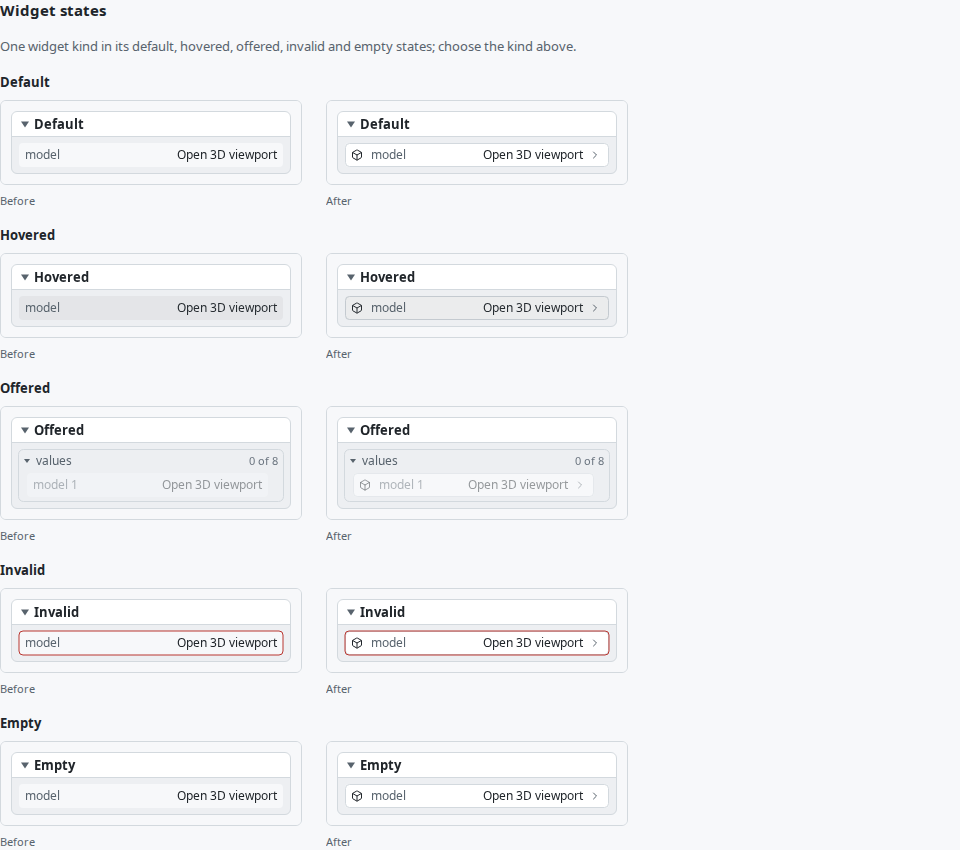 Widget states
One widget kind in its default, hovered, offered, invalid and empty states; choose the kind above.
Default
Default
model Open 3D viewport
Before
Default
model Open 3D viewport
After
Hovered
Hovered
model Open 3D viewport
Before
Hovered
model Open 3D viewport
After
Offered
Offered
values 0 of 8
model 1 Open 3D viewport
Before
Offered
values 0 of 8
model 1 Open 3D viewport
After
Invalid
Invalid
model Open 3D viewport
Before
Invalid
model Open 3D viewport
After
Empty
Empty
model Open 3D viewport
Before
Empty
model Open 3D viewport
After